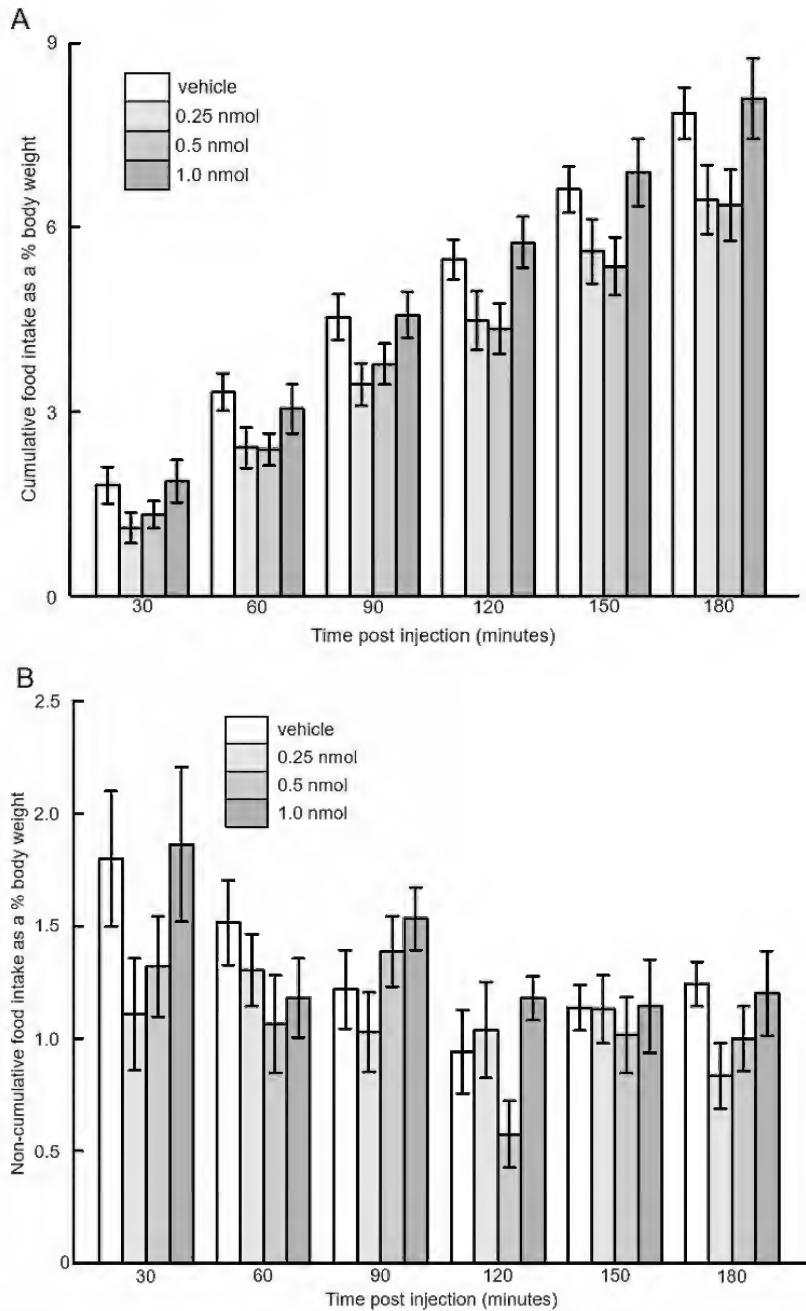 A
Cumulative food intake as a % body weight
9
6
3
0
vehicle
0.25 nmol
0.5 nmol
1.0 nmol
30 60 90 120 150 180
Time post injection (minutes)
B
Non-cumulative food intake as a % body weight
2.5
2.0
1.5
1.0
0.5
0
vehicle
0.25 nmol
0.5 nmol
1.0 nmol
30 60 90 120 150 180
Time post injection (minutes)